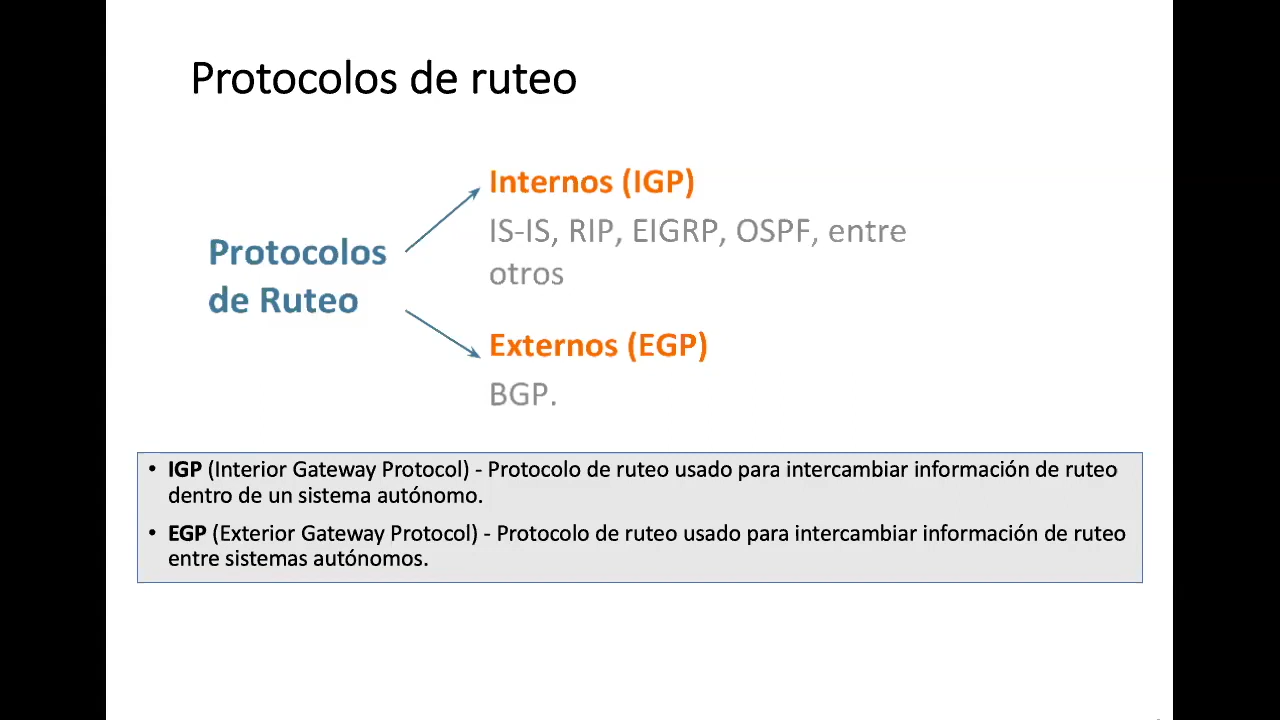 Protocolos de ruteo
Protocolos
de Ruteo
Internos (IGP)
IS-IS, RIP, EIGRP, OSPF, entre
otros
Externos (EGP)
BGP.
• IGP (Interior Gateway Protocol) - Protocolo de ruteo usado para intercambiar información de ruteo
dentro de un sistema autónomo.
• EGP (Exterior Gateway Protocol) - Protocolo de ruteo usado para intercambiar información de ruteo
entre sistemas autónomos.